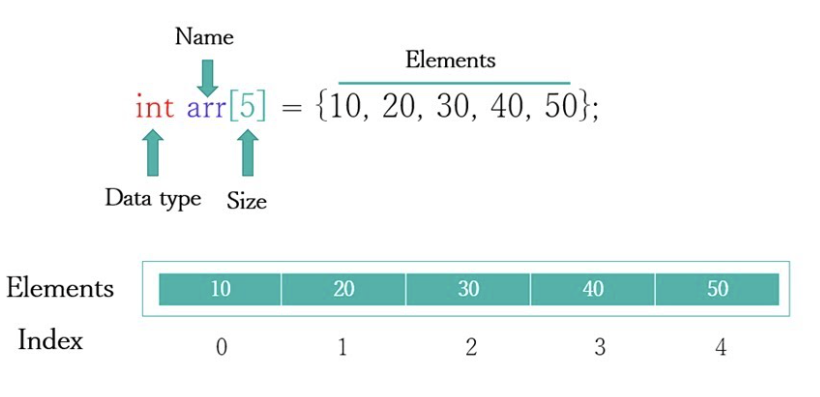 Name
Elements
int arr[5] = {10, 20, 30, 40, 50};
Data type Size
Elements 10 20 30 40 50
Index 0 1 2 3 4